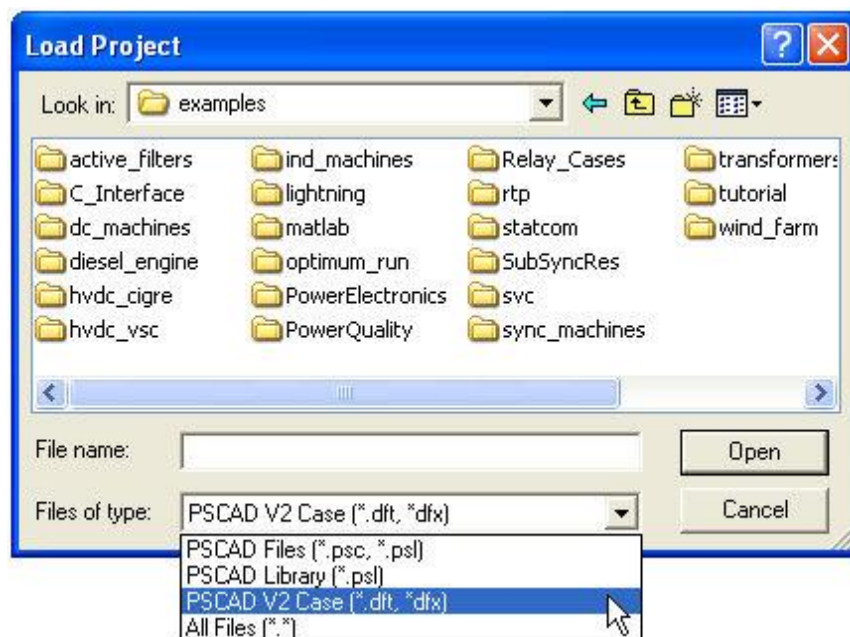 Load Project
Look in: examples
active_filters ind_machines Relay_Cases transformers
C_Interface lightning rtp tutorial
dc_machines matlab statcom wind_farm
diesel_engine optimum_run SubSyncRes
hvdc_cigre PowerElectronics svc
hvdc_vsc PowerQuality sync_machines
File name: Open
Files of type: PSCAD V2 Case (*.dft, *dfx) Cancel
PSCAD Files (*.psc, *.psl)
PSCAD Library (*.psl)
PSCAD V2 Case (*.dft, *dfx)
All Files (*.*)